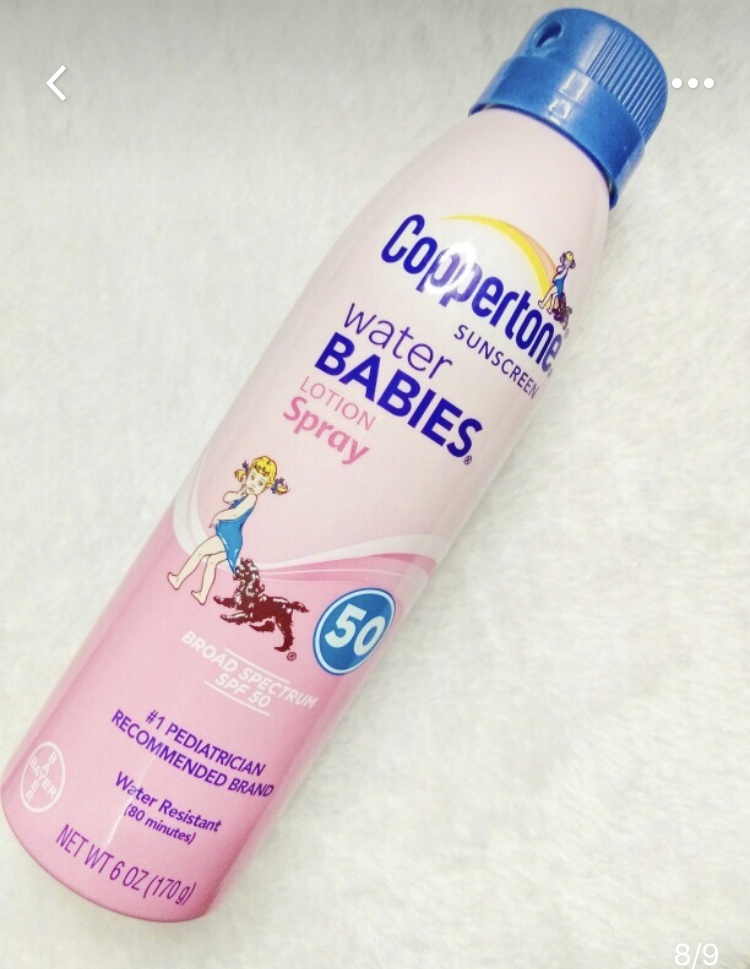 Coppertone®
SUNSCREEN
water
BABIES®
LOTION
Spray
50
BROAD SPECTRUM
SPF 50
#1 PEDIATRICIAN
RECOMMENDED BRAND
BAYER
Water Resistant
(80 minutes)
NET WT 6 OZ (170 g)
8/9